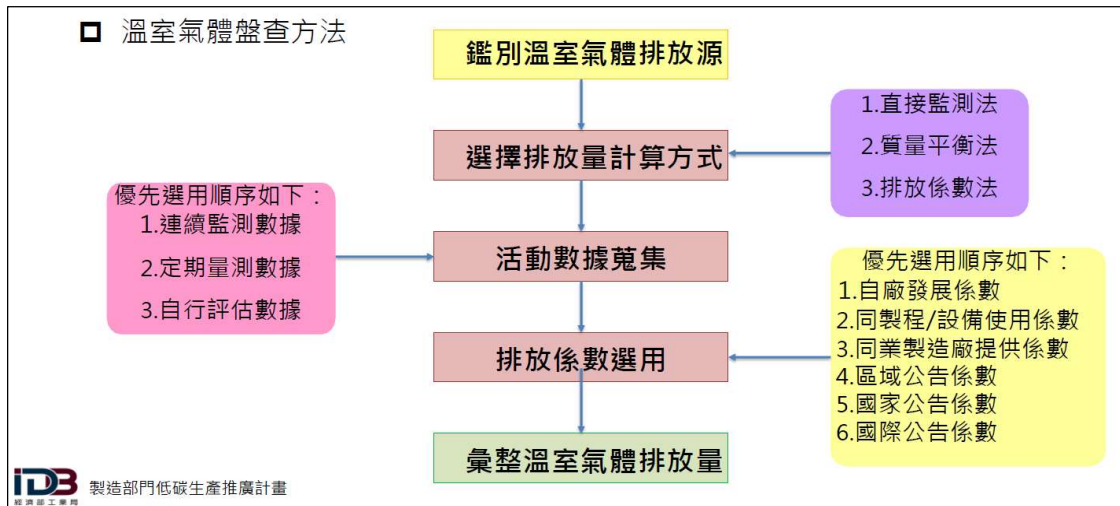 溫室氣體盤查方法
鑑別溫室氣體排放源
1.直接監測法
2.質量平衡法
3.排放係數法
選擇排放量計算方式
優先選用順序如下：
1.連續監測數據
2.定期量測數據
3.自行評估數據
活動數據蒐集
優先選用順序如下：
1.自廠發展係數
2.同製程/設備使用係數
3.同業製造廠提供係數
4.區域公告係數
5.國家公告係數
6.國際公告係數
排放係數選用
彙整溫室氣體排放量
IDB
經濟部工業局
製造部門低碳生產推廣計畫